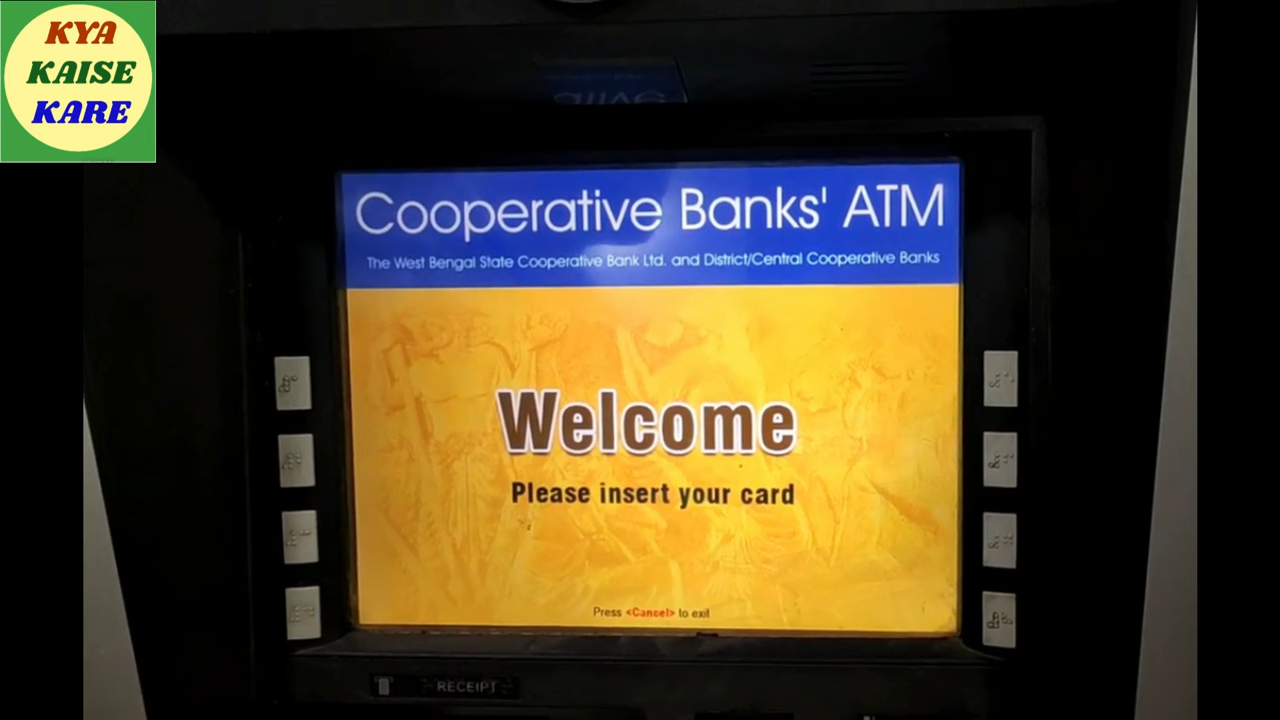 KYA
KAISE
KARE
Cooperative Banks' ATM
The West Bengal State Cooperative Bank Ltd. and District/Central Cooperative Banks
Welcome
Please insert your card
Press <Cancel> to exit
RECEIPT